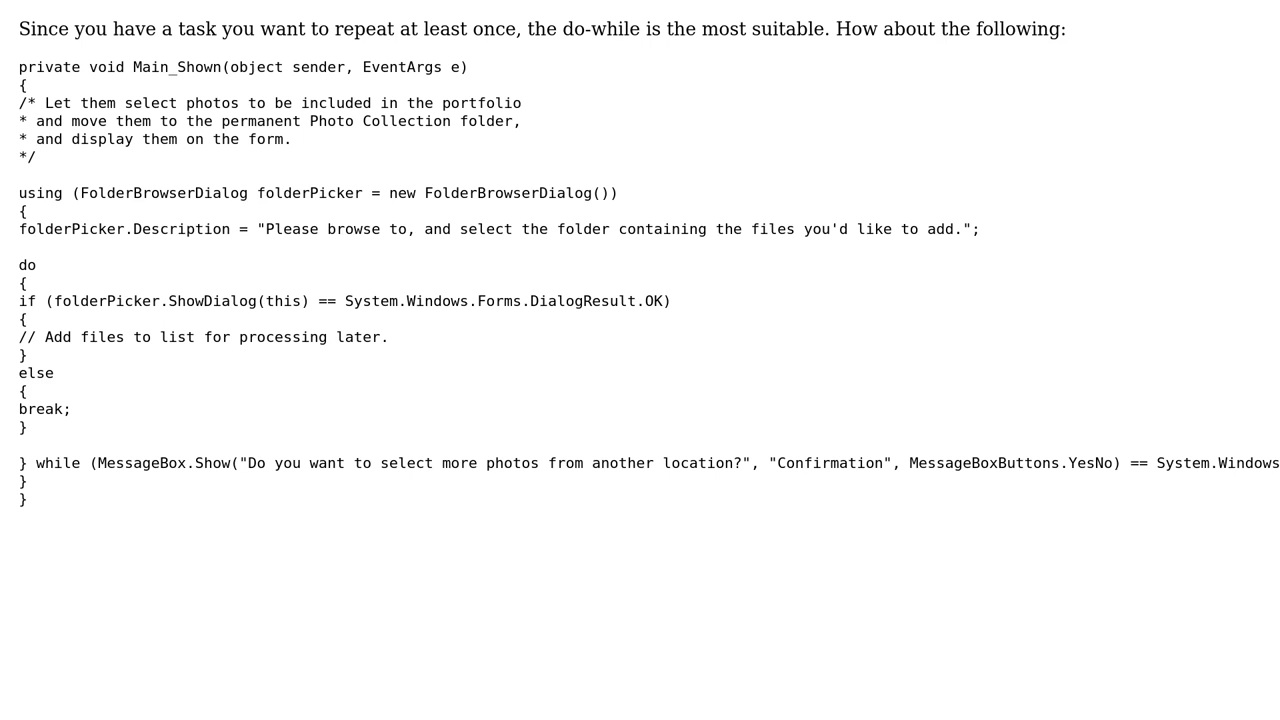 Since you have a task you want to repeat at least once, the do-while is the most suitable. How about the following:
private void Main_Shown(object sender, EventArgs e)
{
/* Let them select photos to be included in the portfolio
* and move them to the permanent Photo Collection folder,
* and display them on the form.
*/
using (FolderBrowserDialog folderPicker = new FolderBrowserDialog())
{
folderPicker.Description = "Please browse to, and select the folder containing the files you'd like to add.";
do
{
if (folderPicker.ShowDialog(this) == System.Windows.Forms.DialogResult.OK)
{
// Add files to list for processing later.
}
else
{
break;
}
} while (MessageBox.Show("Do you want to select more photos from another location?", "Confirmation", MessageBoxButtons.YesNo) == System.Windows
}
}